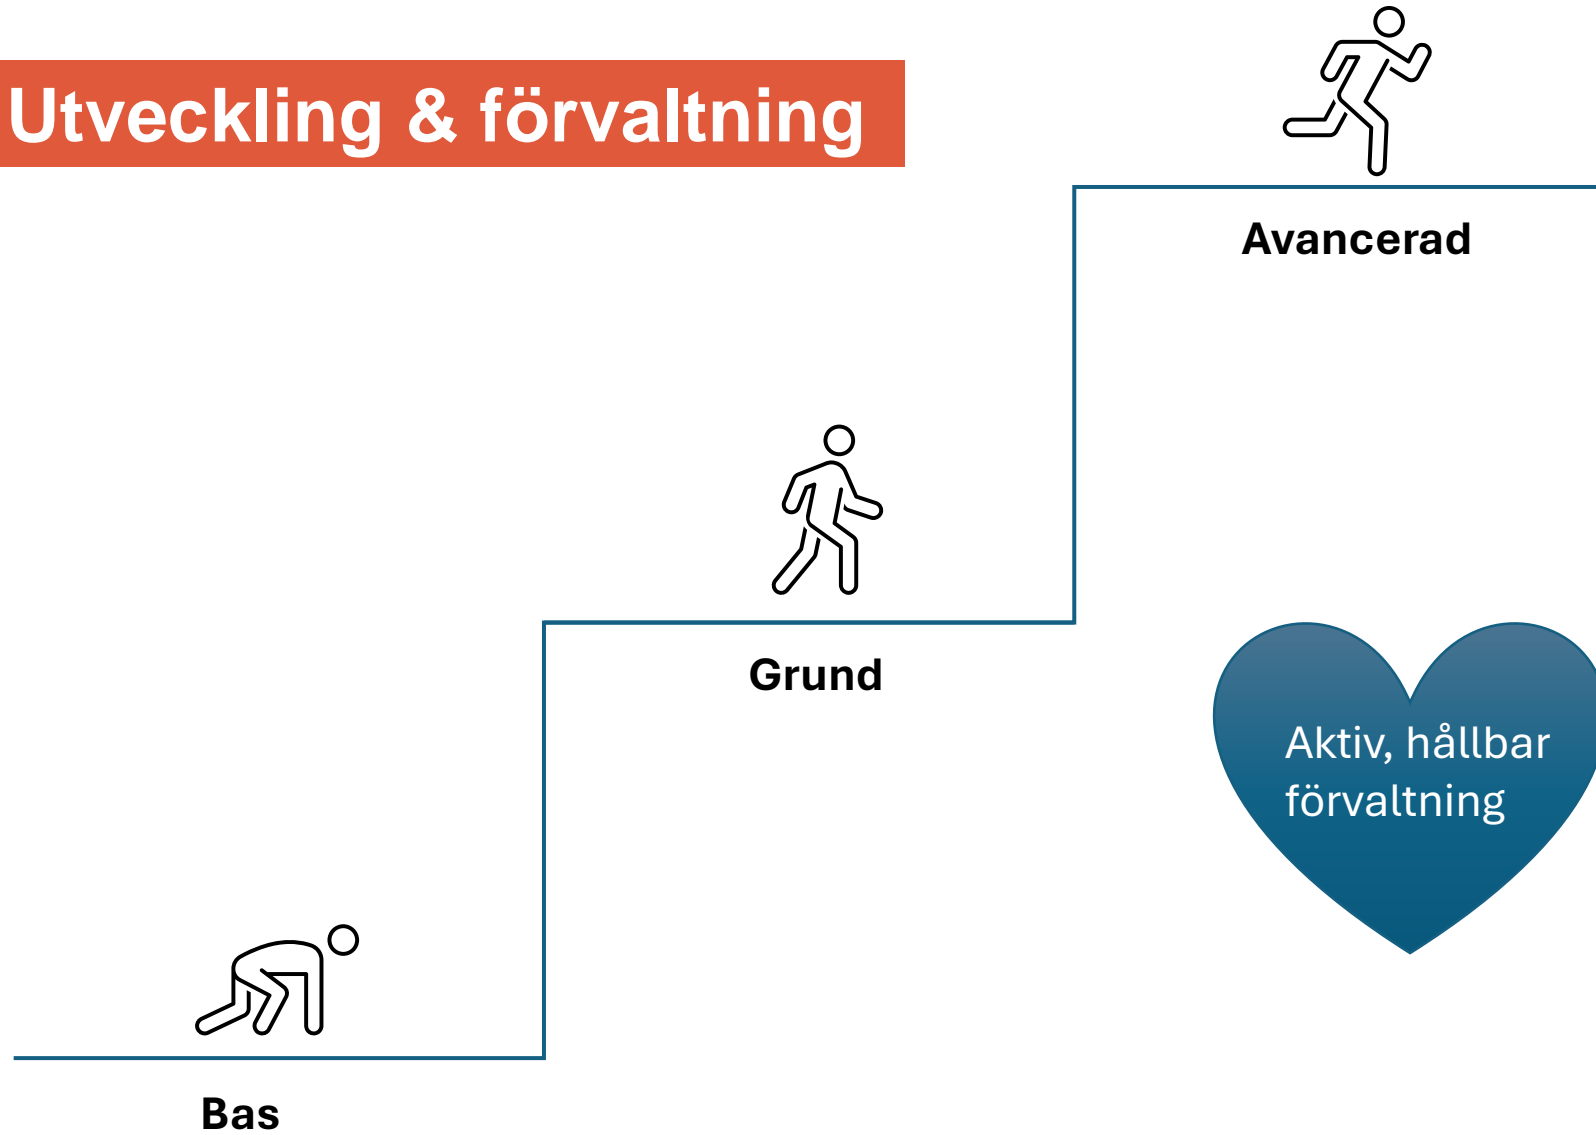 Utveckling & förvaltning
Avancerad
Grund
Aktiv, hållbar
förvaltning
Bas